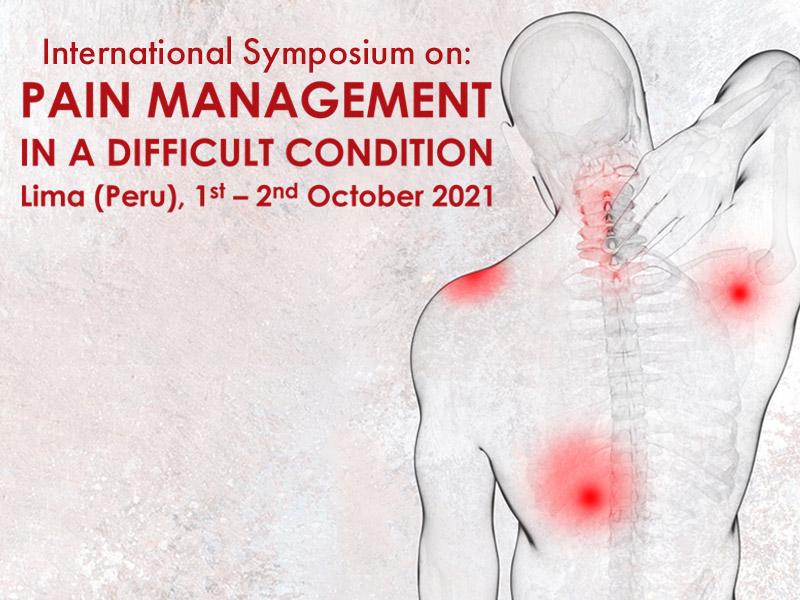 International Symposium on:
PAIN MANAGEMENT
IN A DIFFICULT CONDITION
Lima (Peru), 1st – 2nd October 2021